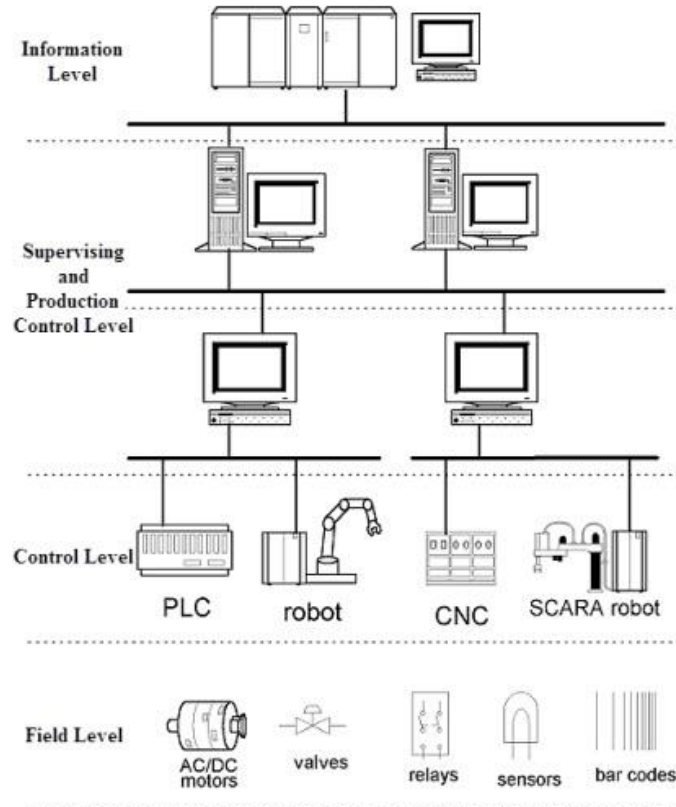 Information
Level
Supervising
and
Production
Control Level
Control Level
PLC
robot
CNC
SCARA robot
Field Level
AC/DC
motors
valves
relays
sensors
bar codes